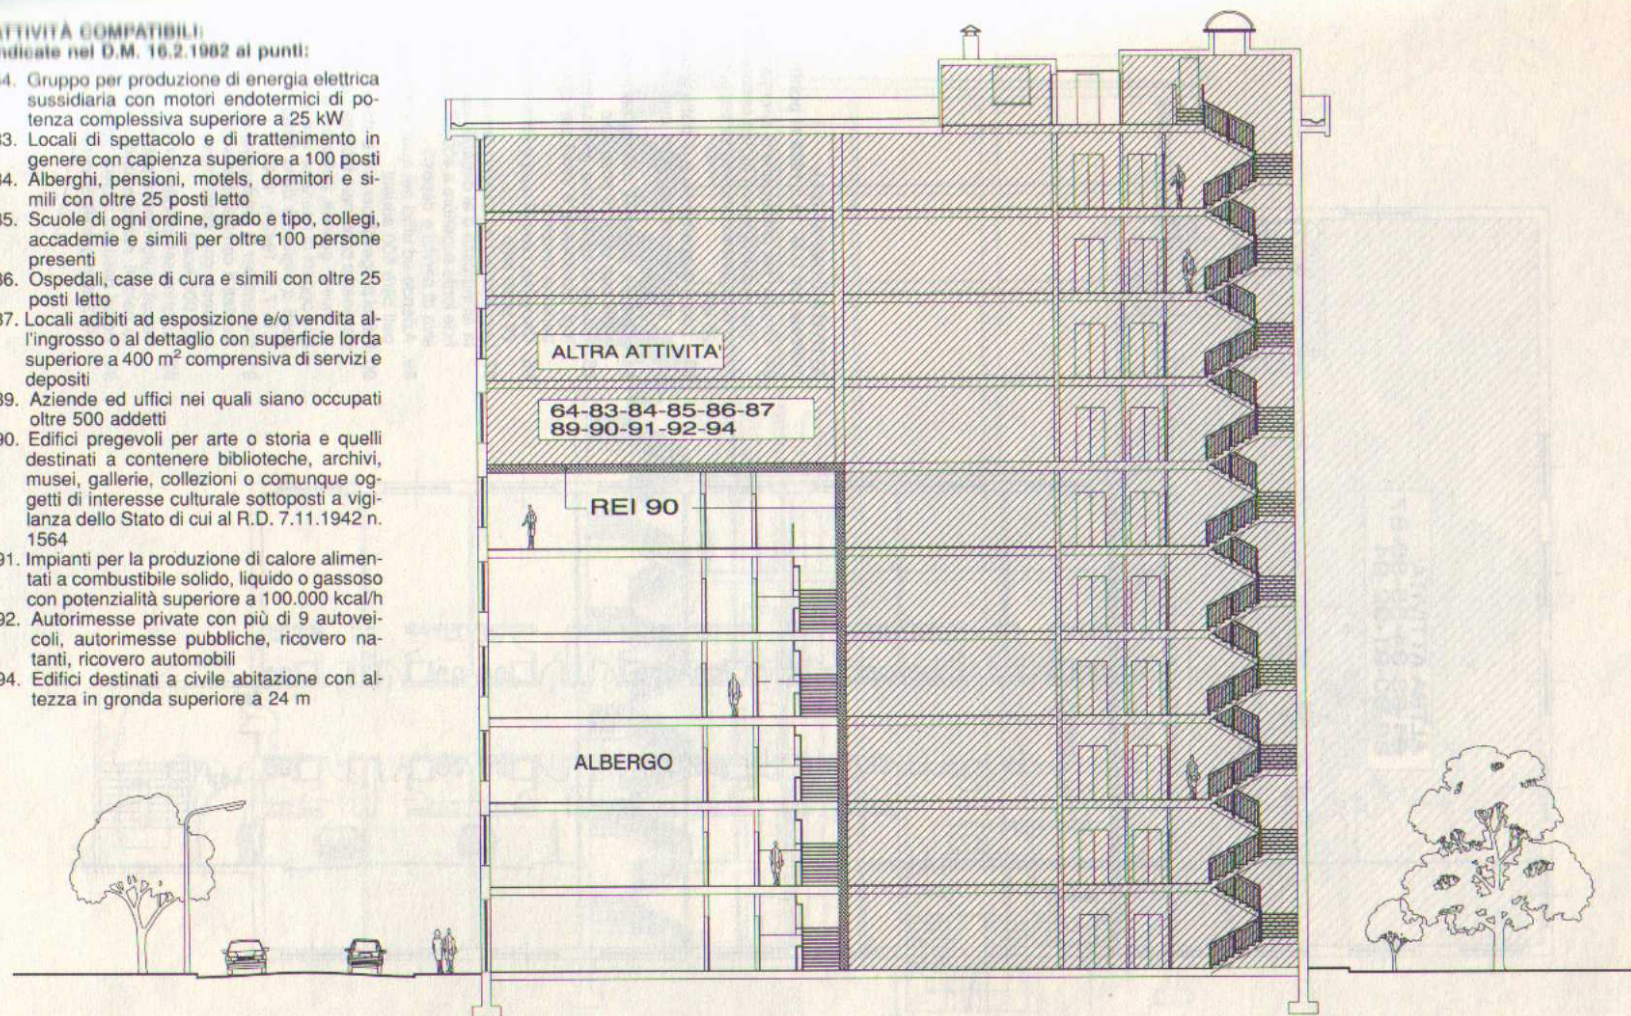 ATTIVITÀ COMPATIBILI:
indicate nel D.M. 16.2.1982 ai punti:
64. Gruppo per produzione di energia elettrica
sussidiaria con motori endotermici di po-
tenza complessiva superiore a 25 kW
83. Locali di spettacolo e di trattenimento in
genere con capienza superiore a 100 posti
84. Alberghi, pensioni, motels, dormitori e si-
mili con oltre 25 posti letto
85. Scuole di ogni ordine, grado e tipo, collegi,
accademie e simili per oltre 100 persone
presenti
86. Ospedali, case di cura e simili con oltre 25
posti letto
87. Locali adibiti ad esposizione e/o vendita al-
l'ingrosso o al dettaglio con superficie lorda
superiore a 400 m² comprensiva di servizi e
depositi
89. Aziende ed uffici nei quali siano occupati
oltre 500 addetti
90. Edifici pregevoli per arte o storia e quelli
destinati a contenere biblioteche, archivi,
musei, gallerie, collezioni o comunque og-
getti di interesse culturale sottoposti a vigi-
lanza dello Stato di cui al R.D. 7.11.1942 n.
1564
91. Impianti per la produzione di calore alimen-
tati a combustibile solido, liquido o gassoso
con potenzialità superiore a 100.000 kcal/h
92. Autorimesse private con più di 9 autovei-
coli, autorimesse pubbliche, ricovero na-
tanti, ricovero automobili
94. Edifici destinati a civile abitazione con al-
tezza in gronda superiore a 24 m
ALTRA ATTIVITA'
64-83-84-85-86-87
89-90-91-92-94
REI 90
ALBERGO